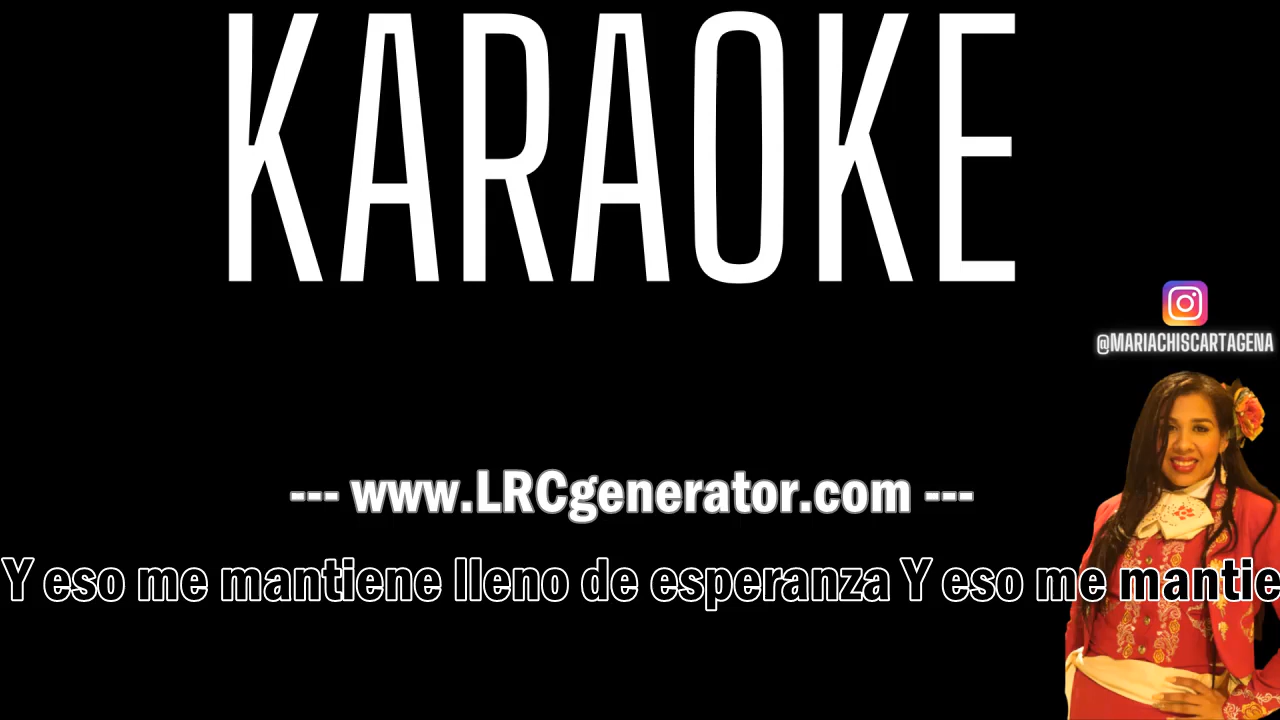 KARAOKE
@MARIACHISCARTAGENA
--- www.LRCgenerator.com ---
Y eso me mantiene lleno de esperanza Y eso me mantie